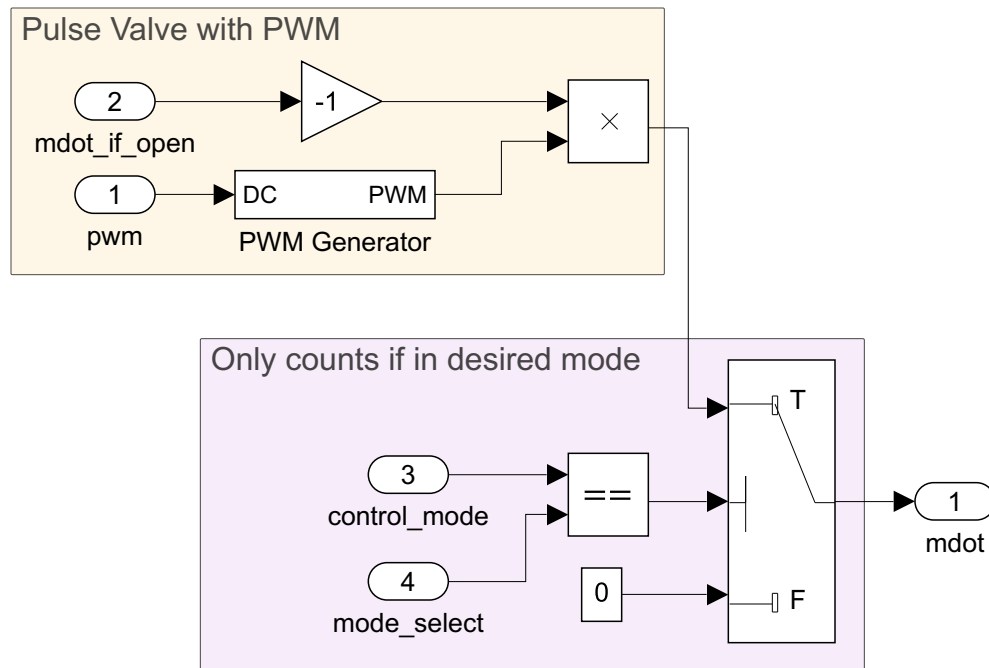 Pulse Valve with PWM
2
-1
×
mdot_if_open
1
DC PWM
pwm
PWM Generator
Only counts if in desired mode
T
3
control_mode
==
1
mdot
4
mode_select
0
F